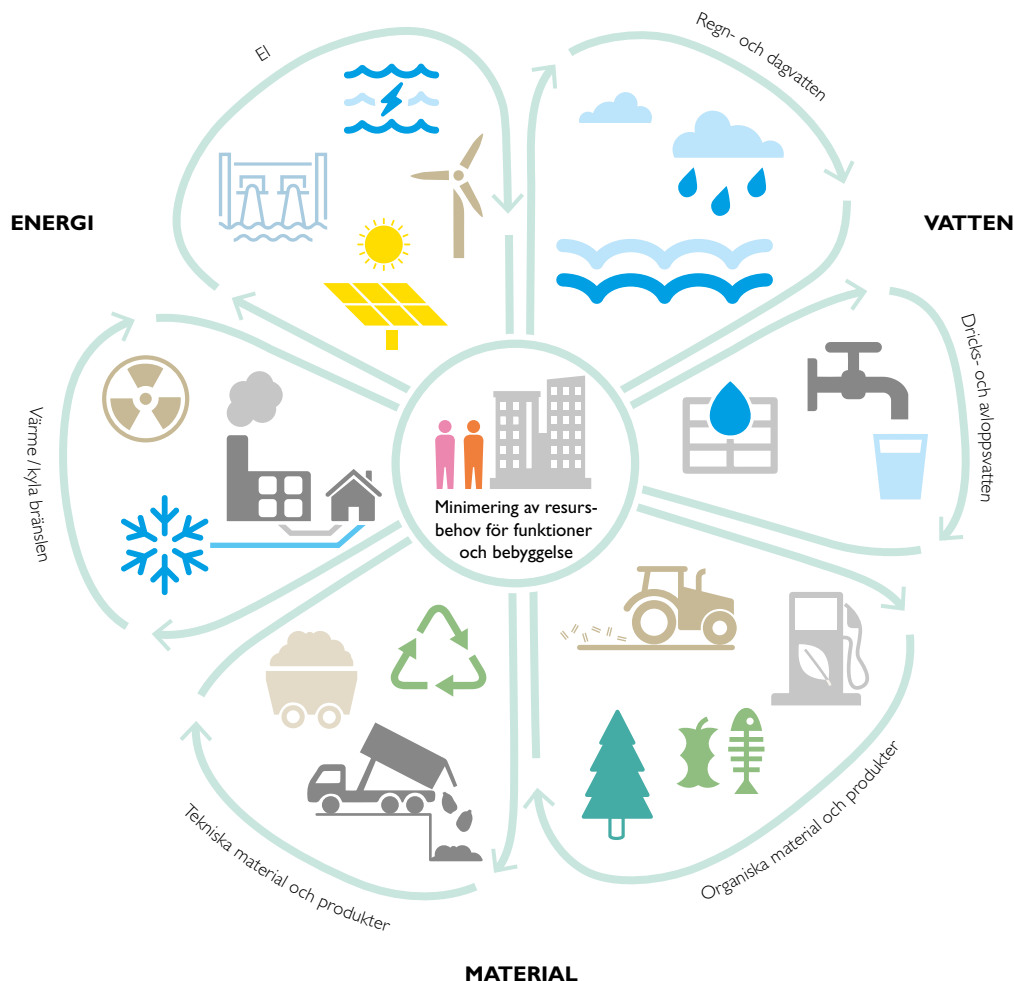 El
Regn- och dagvatten
ENERGI
VATTEN
Dricks- och avloppsvatten
Värme / kyla bränslen
Minimering av resurs-
behov för funktioner
och bebyggelse
Tekniska material och produkter
Organiska material och produkter
MATERIAL